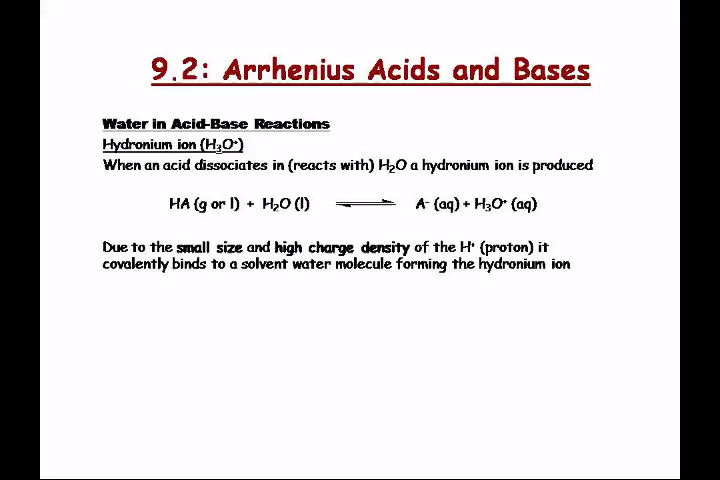 9.2: Arrhenius Acids and Bases
Water in Acid-Base Reactions
Hydronium ion (H₃O⁺)
When an acid dissociates in (reacts with) H₂O a hydronium ion is produced
HA (g or l) + H₂O (l) ⇌ A⁻ (aq) + H₃O⁺ (aq)
Due to the small size and high charge density of the H⁺ (proton) it
covalently binds to a solvent water molecule forming the hydronium ion